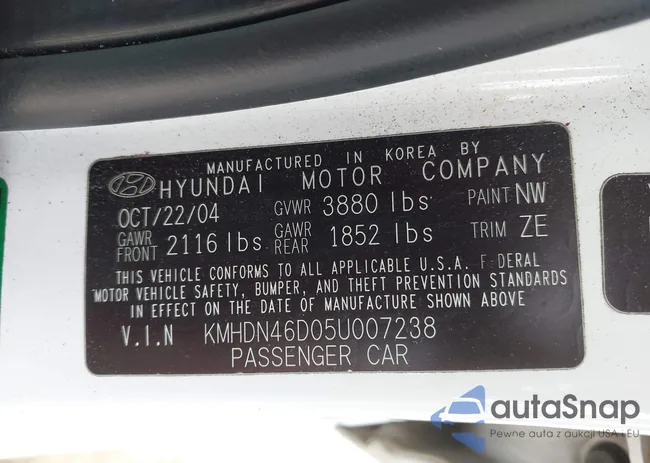 MANUFACTURED IN KOREA BY
HYUNDAI MOTOR COMPANY
OCT/22/04 GVWR 3880 lbs PAINT NW
GAWR FRONT 2116 lbs GAWR REAR 1852 lbs TRIM ZE
THIS VEHICLE CONFORMS TO ALL APPLICABLE U.S.A. F DERAL
MOTOR VEHICLE SAFETY, BUMPER, AND THEFT PREVENTION STANDARDS
IN EFFECT ON THE DATE OF MANUFACTURE SHOWN ABOVE
V.I.N KMHDN46D05U007238
PASSENGER CAR
autaSnap
Pewne auta z aukcji USA i EU